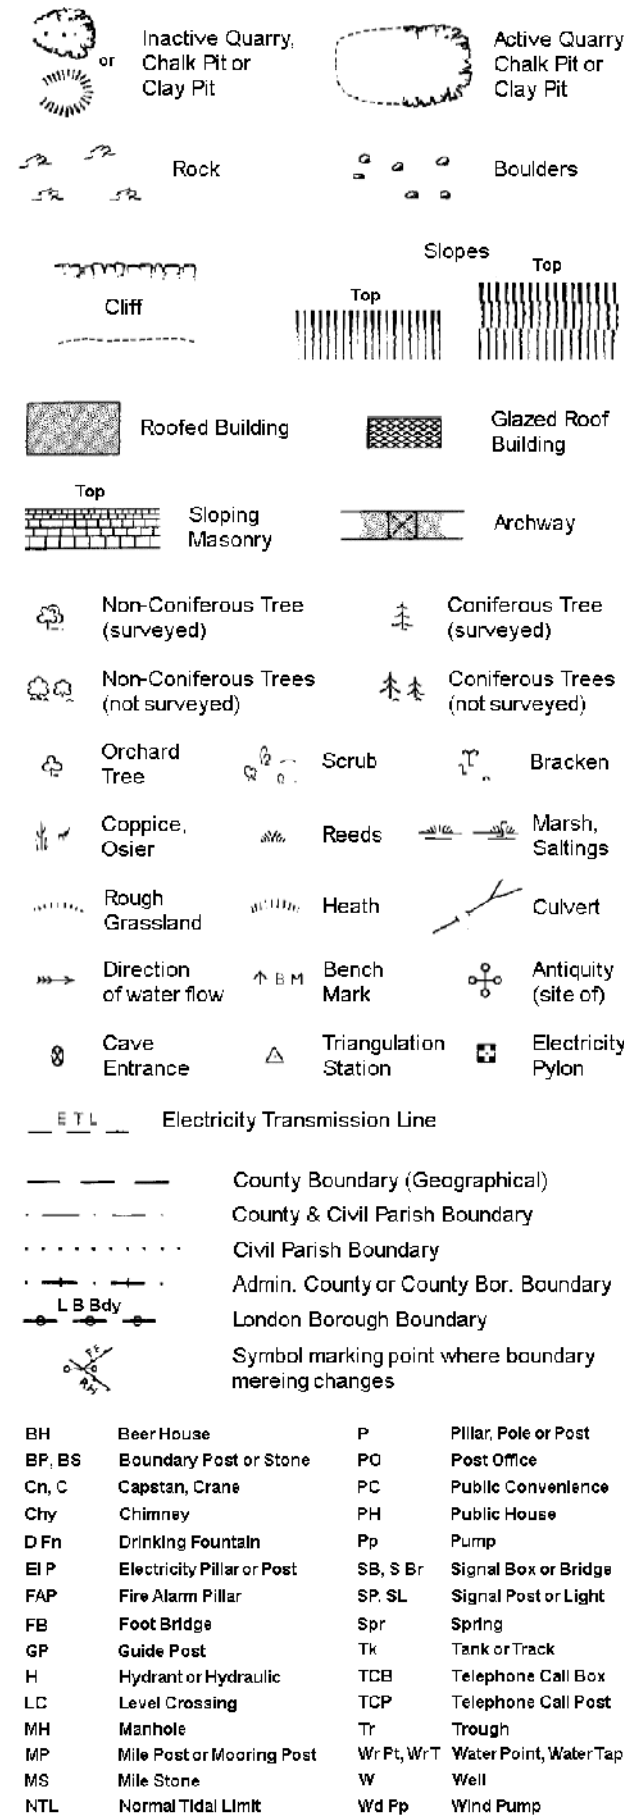 Inactive Quarry,
Chalk Pit or
Clay Pit
or
Active Quarry
Chalk Pit or
Clay Pit
Rock
Boulders
Slopes
Top
Top
Cliff
Roofed Building
Glazed Roof
Building
Top
Sloping
Masonry
Archway
Non-Coniferous Tree
(surveyed)
Coniferous Tree
(surveyed)
Non-Coniferous Trees
(not surveyed)
Coniferous Trees
(not surveyed)
Orchard
Tree
Scrub
Bracken
Coppice,
Osier
Reeds
Marsh,
Saltings
Rough
Grassland
Heath
Culvert
Direction
of water flow
B M
Bench
Mark
Antiquity
(site of)
Cave
Entrance
Triangulation
Station
Electricity
Pylon
E T L
Electricity Transmission Line
County Boundary (Geographical)
County & Civil Parish Boundary
Civil Parish Boundary
Admin. County or County Bor. Boundary
L B Bdy
London Borough Boundary
FF
RH
Symbol marking point where boundary
mereing changes
BH Beer House P Pillar, Pole or Post
BP, BS Boundary Post or Stone PO Post Office
Cn, C Capstan, Crane PC Public Convenience
Chy Chimney PH Public House
D Fn Drinking Fountain Pp Pump
El P Electricity Pillar or Post SB, S Br Signal Box or Bridge
FAP Fire Alarm Pillar SP, SL Signal Post or Light
FB Foot Bridge Spr Spring
GP Guide Post Tk Tank or Track
H Hydrant or Hydraulic TCB Telephone Call Box
LC Level Crossing TCP Telephone Call Post
MH Manhole Tr Trough
MP Mile Post or Mooring Post Wr Pt, Wr T Water Point, Water Tap
MS Mile Stone W Well
NTL Normal Tidal Limit Wd Pp Wind Pump